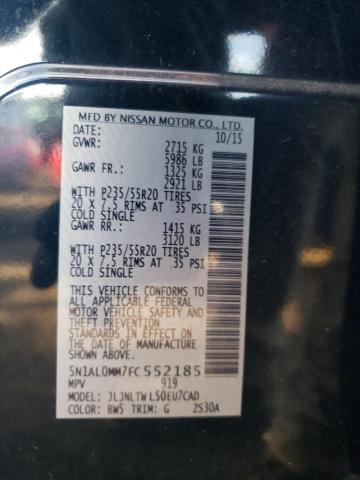 MFD BY NISSAN MOTOR CO., LTD.
DATE: 10/15
GVWR: 2715 KG
5986 LB
GAWR FR.: 1325 KG
2921 LB
WITH P235/55R20 TIRES
20 X 7.5 RIMS AT 35 PSI
COLD SINGLE
GAWR RR.: 1415 KG
3120 LB
WITH P235/55R20 TIRES
20 X 7.5 RIMS AT 35 PSI
COLD SINGLE
THIS VEHICLE CONFORMS TO
ALL APPLICABLE FEDERAL
MOTOR VEHICLE SAFETY
AND THEFT PREVENTION
STANDARDS IN EFFECT ON
THE DATE OF MFR. SHOWN
ABOVE.
5N1AL0MM7FC552185
MPV 919
JLJNLTWL50EU7CAD
COLOR: BW5 TRIM: G ZS30A